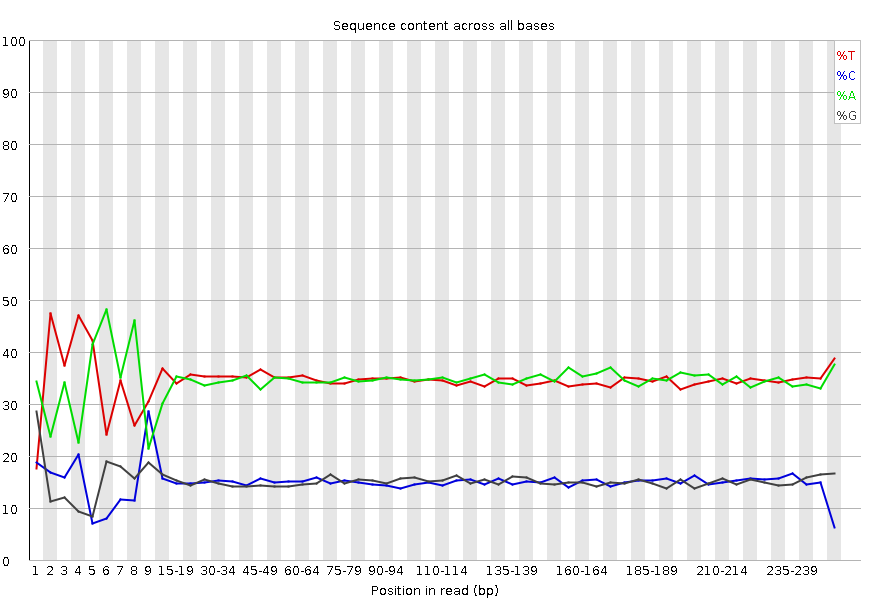 Sequence content across all bases
100
90
80
70
60
50
40
30
20
10
0
%T
%C
%A
%G
1 2 3 4 5 6 7 8 9 15-19 30-34 45-49 60-64 75-79 90-94 110-114 135-139 160-164 185-189 210-214 235-239
Position in read (bp)